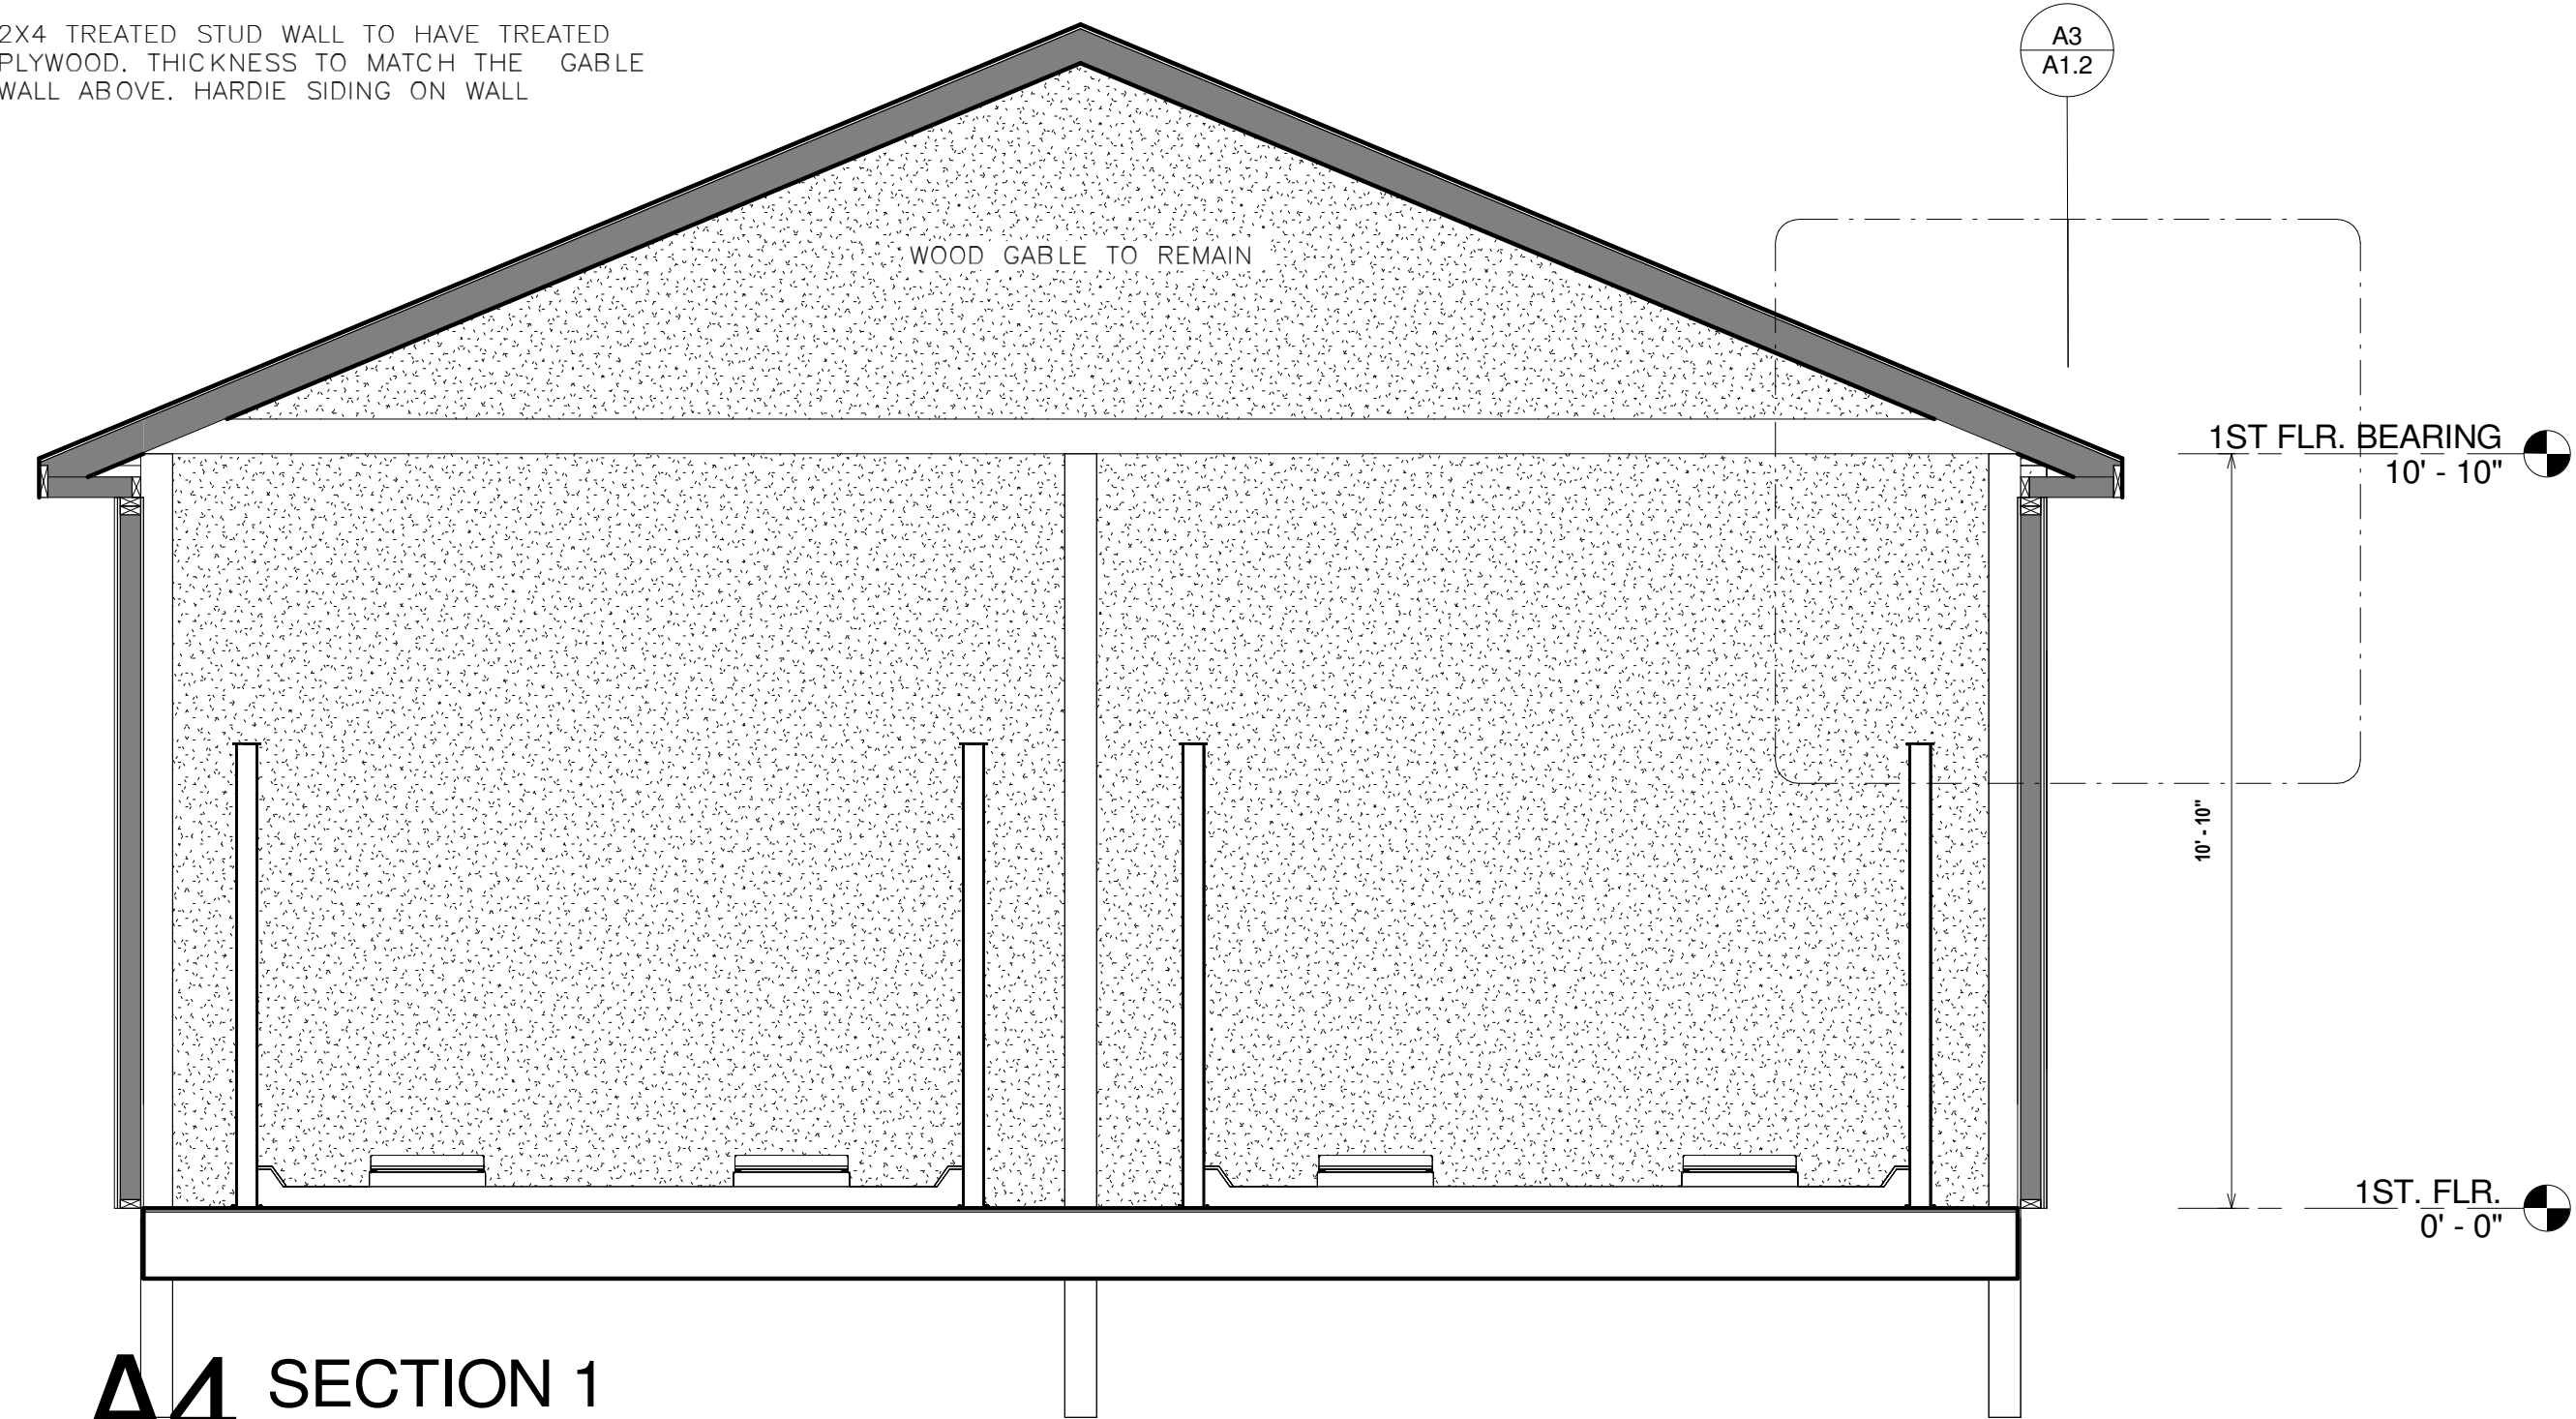 2X4 TREATED STUD WALL TO HAVE TREATED
PLYWOOD. THICKNESS TO MATCH THE GABLE
WALL ABOVE. HARDIE SIDING ON WALL
A3
A1.2
WOOD GABLE TO REMAIN
1ST FLR. BEARING
10' - 10"
10' - 10"
1ST. FLR.
0' - 0"
A4 SECTION 1